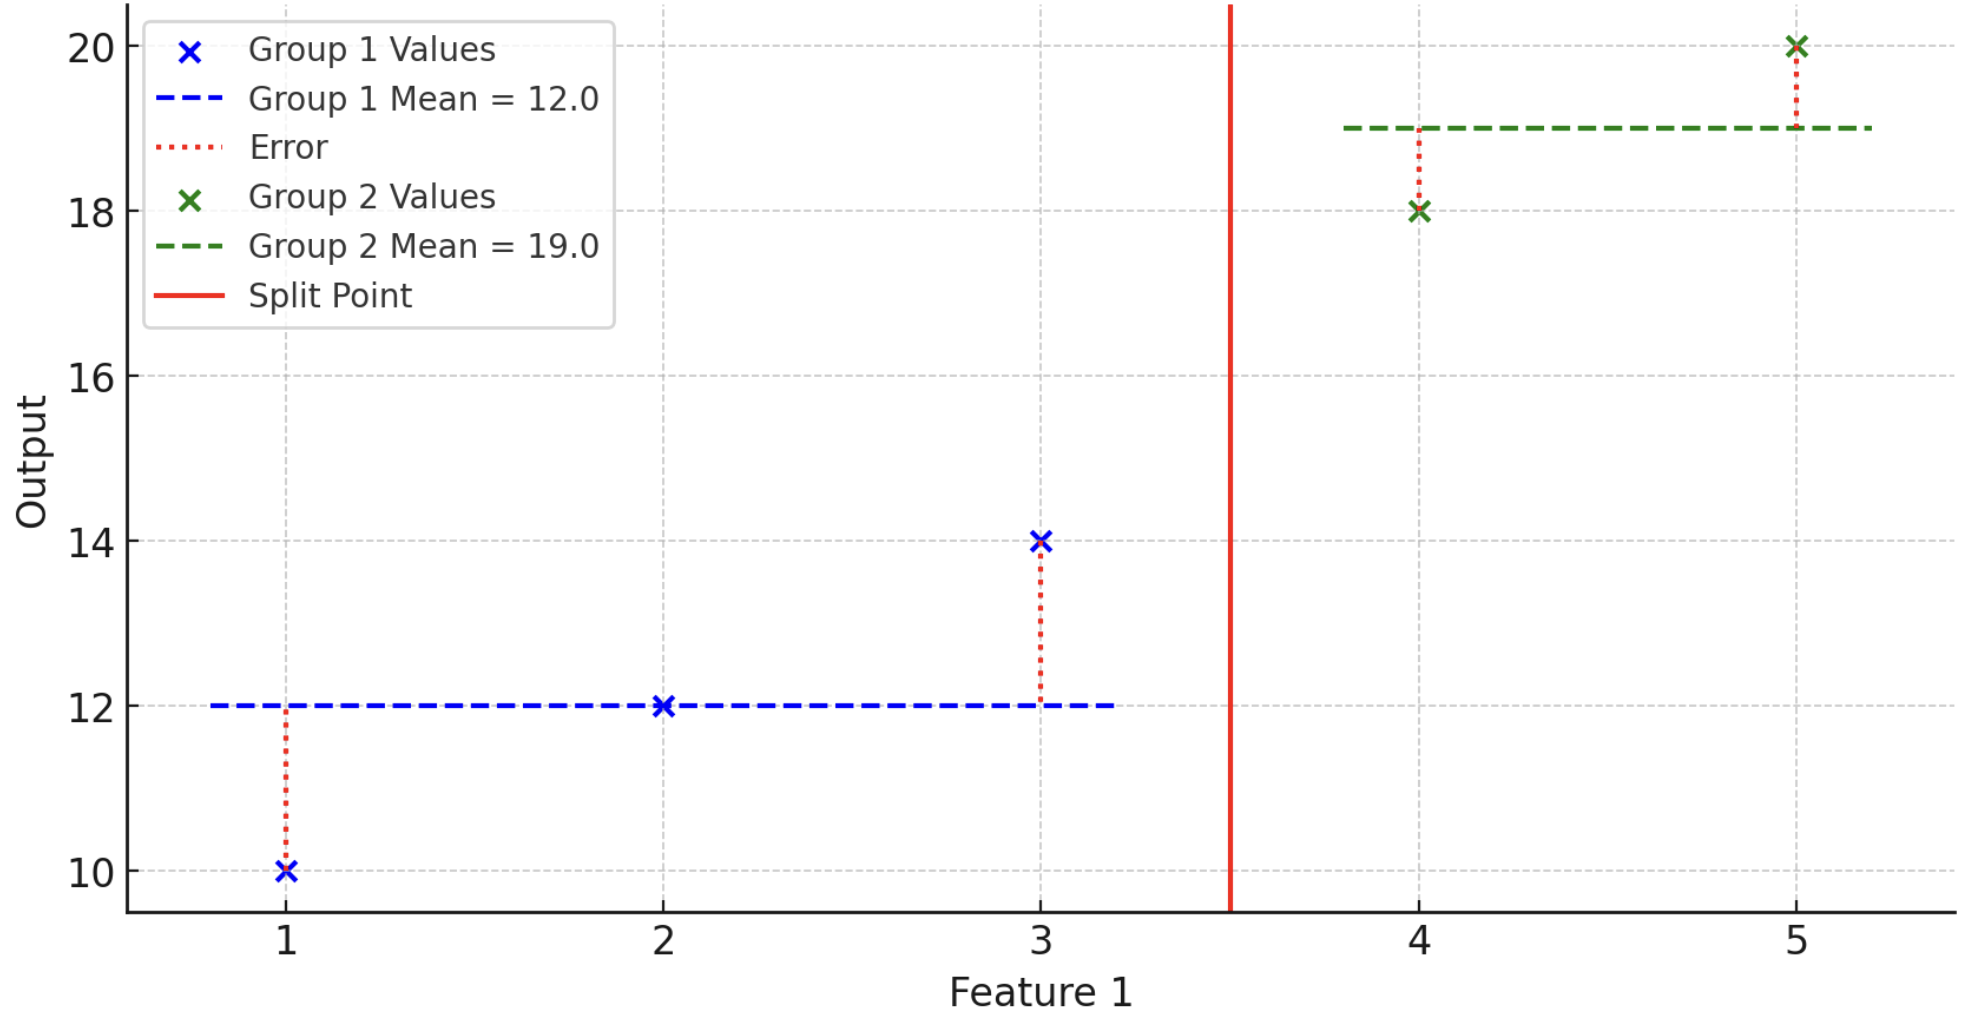 Group 1 Values
Group 1 Mean = 12.0
Error
Group 2 Values
Group 2 Mean = 19.0
Split Point
20
18
16
14
12
10
Output
1 2 3 4 5
Feature 1